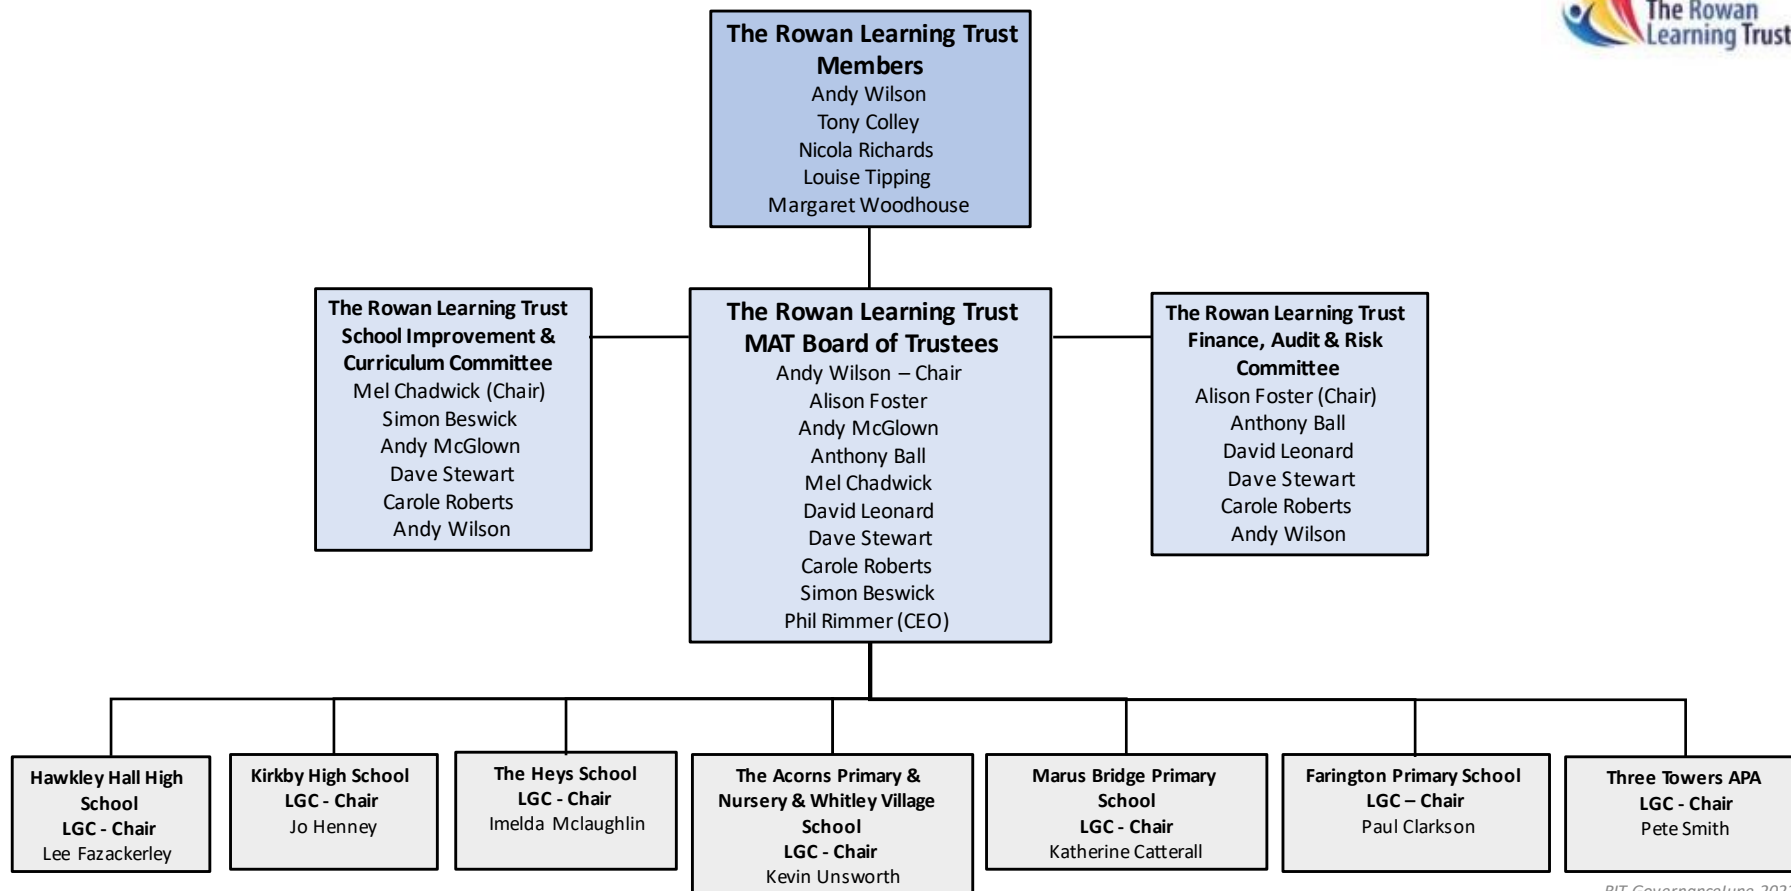 The Rowan
Learning Trust
The Rowan Learning Trust
Members
Andy Wilson
Tony Colley
Nicola Richards
Louise Tipping
Margaret Woodhouse
The Rowan Learning Trust
School Improvement &
Curriculum Committee
Mel Chadwick (Chair)
Simon Beswick
Andy McGlown
Dave Stewart
Carole Roberts
Andy Wilson
The Rowan Learning Trust
MAT Board of Trustees
Andy Wilson – Chair
Alison Foster
Andy McGlown
Anthony Ball
Mel Chadwick
David Leonard
Dave Stewart
Carole Roberts
Simon Beswick
Phil Rimmer (CEO)
The Rowan Learning Trust
Finance, Audit & Risk
Committee
Alison Foster (Chair)
Anthony Ball
David Leonard
Dave Stewart
Carole Roberts
Andy Wilson
Hawkley Hall High
School
LGC - Chair
Lee Fazackerley
Kirkby High School
LGC - Chair
Jo Henney
The Heys School
LGC - Chair
Imelda Mclaughlin
The Acorns Primary &
Nursery & Whitley Village
School
LGC - Chair
Kevin Unsworth
Marus Bridge Primary
School
LGC - Chair
Katherine Catterall
Farington Primary School
LGC – Chair
Paul Clarkson
Three Towers APA
LGC - Chair
Pete Smith